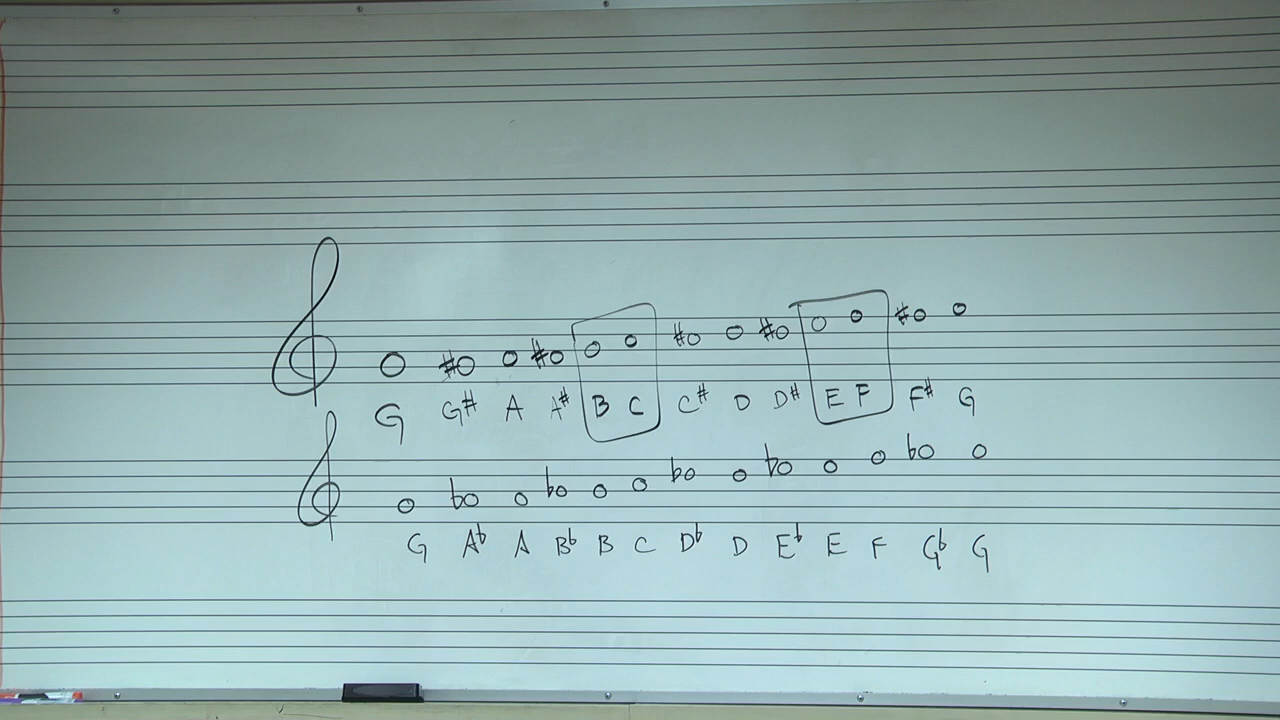 G G# A A# B C C# D D# E F F# G
G A♭ A B♭ B C D♭ D E♭ E F G♭ G